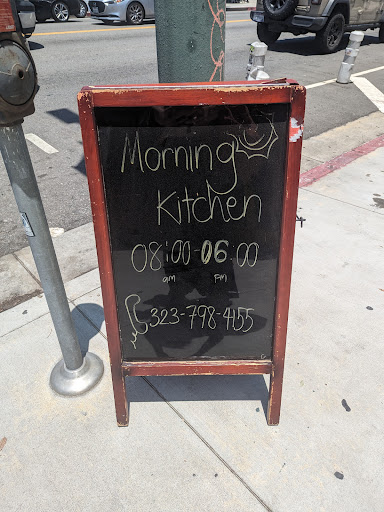 Morning
Kitchen
08:00-06:00
am pm
323-798-4155